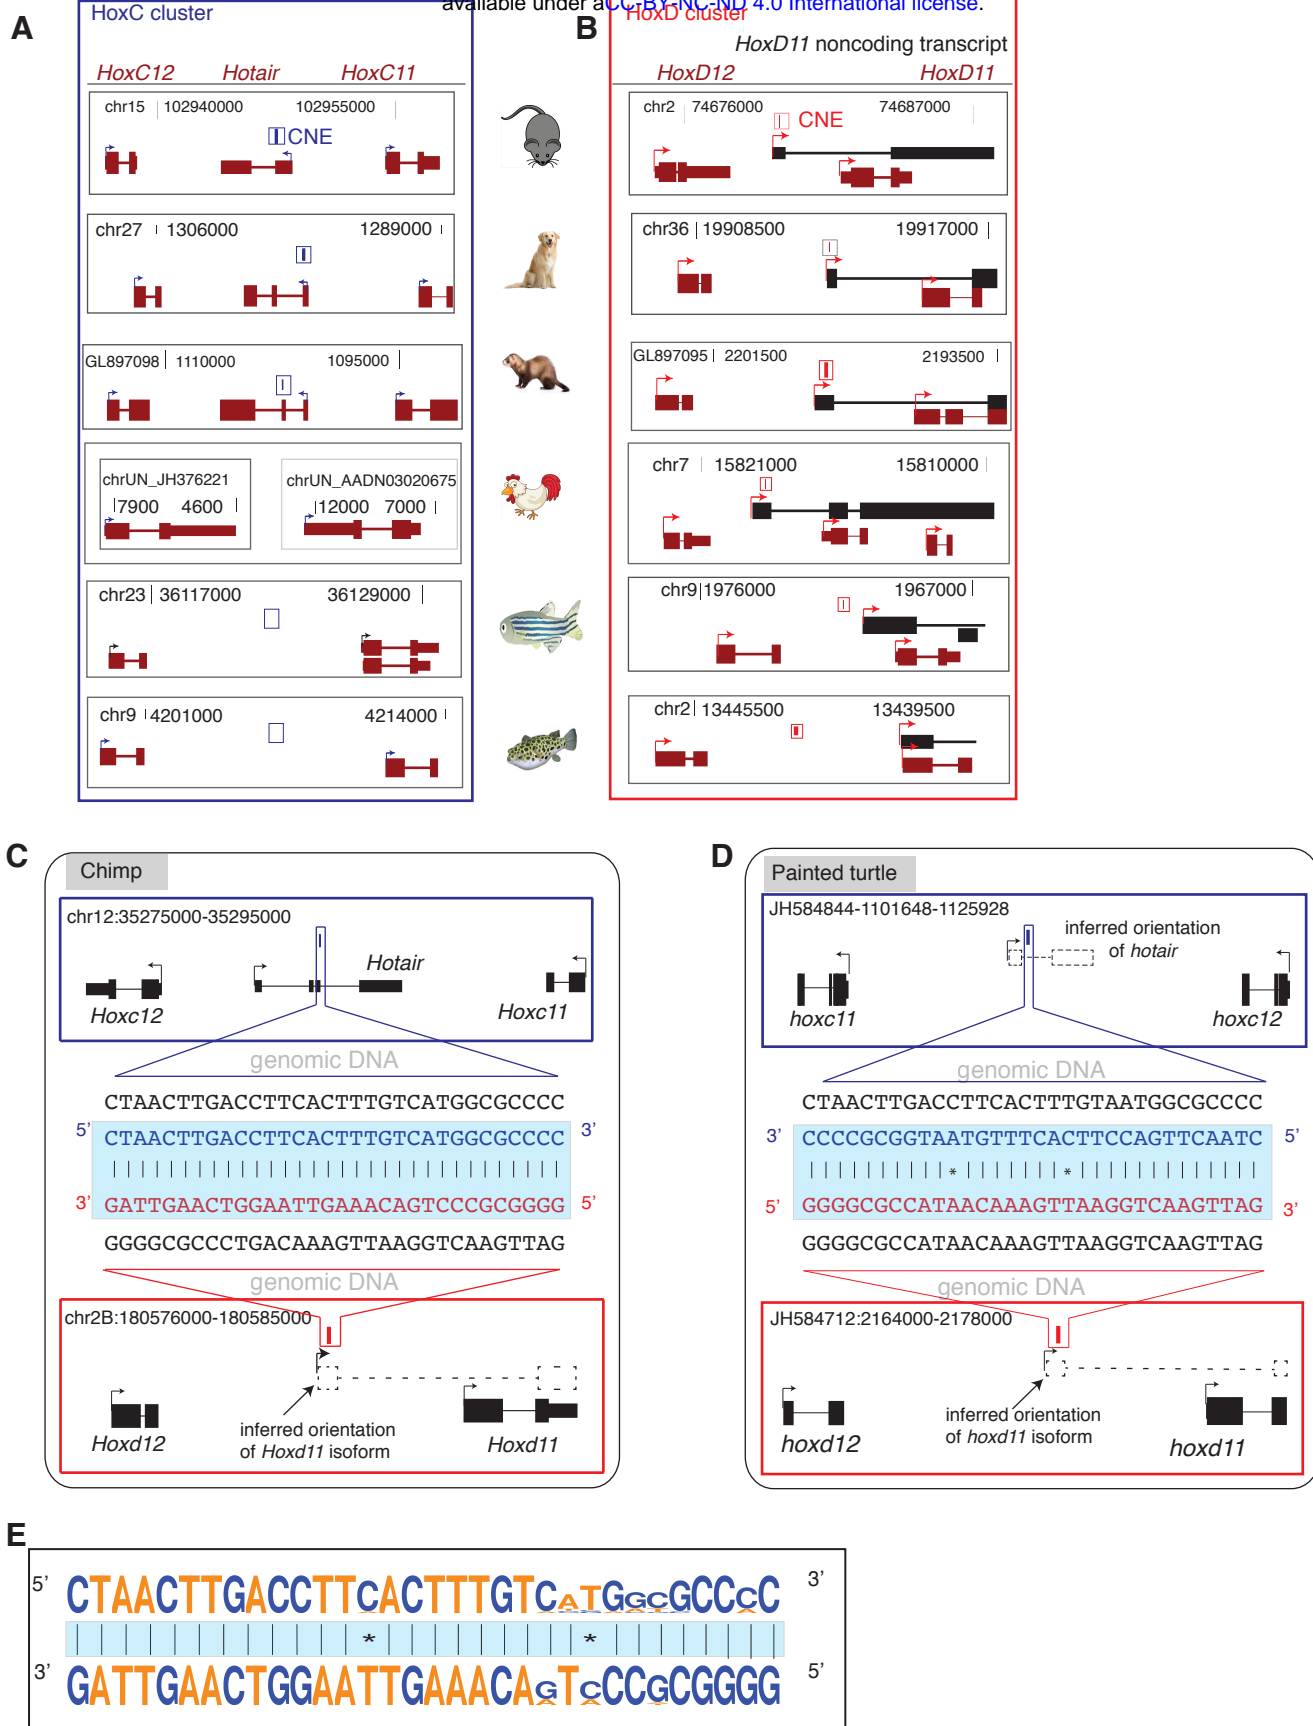 available under aCC-BY-NC-ND 4.0 International license.
A
HoxC cluster
HoxC12 Hotair HoxC11
chr15 102940000 102955000
CNE
chr27 1306000 1289000
GL897098 1110000 1095000
chrUN_JH376221
7900 4600
chrUN_AADN03020675
12000 7000
chr23 36117000 36129000
chr9 4201000 4214000
B
HoxD cluster
HoxD11 noncoding transcript
HoxD12 HoxD11
chr2 74676000 74687000
CNE
chr36 19908500 19917000
GL897095 2201500 2193500
chr7 15821000 15810000
chr9 1976000 1967000
chr2 13445500 13439500
C
Chimp
chr12:35275000-35295000
Hotair
Hoxc12
Hoxc11
genomic DNA
CTAACTTGACCTTCACTTTGTCATGGCGCCCC
5' CTAACTTGACCTTCACTTTGTCATGGCGCCCC 3'
3' GATTGAACTGGAATTGAAACAGTCCCGCGGGG 5'
GGGGCGCCCTGACAAAGTTAAGGTCAAGTTAG
genomic DNA
chr2B:180576000-180585000
inferred orientation
of Hoxd11 isoform
Hoxd12
Hoxd11
D
Painted turtle
JH584844-1101648-1125928
inferred orientation
of hotair
hoxc11
hoxc12
genomic DNA
CTAACTTGACCTTCACTTTGTAATGGCGCCCC
3' CCCCGCGGTAATGTTTCACTTCCAGTTCAATC 5'
* *
5' GGGGCGCCATAACAAAGTTAAGGTCAAGTTAG 3'
GGGGCGCCATAACAAAGTTAAGGTCAAGTTAG
genomic DNA
JH584712:2164000-2178000
inferred orientation
of hoxd11 isoform
hoxd12
hoxd11
E
5' CTAACTTGACCTTCACTTTGTCATGGCGCCCC 3'
* *
3' GATTGAACTGGAATTGAAACAGTCCCGCGGGG 5'